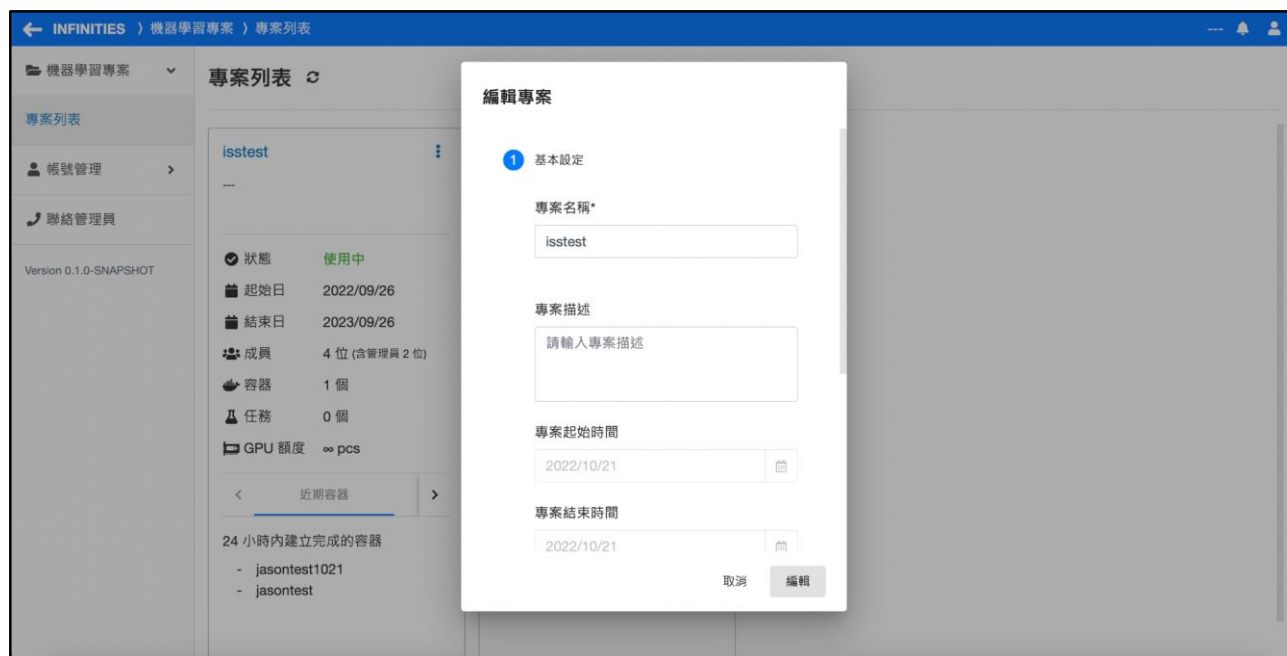 INFINITIES 〉機器學習專案 〉專案列表
---
機器學習專案
專案列表
帳號管理
聯絡管理員
Version 0.1.0-SNAPSHOT
專案列表
isstest
---
狀態 使用中
起始日 2022/09/26
結束日 2023/09/26
成員 4 位 (含管理員 2 位)
容器 1 個
任務 0 個
GPU 額度 ∞ pcs
近期容器
24 小時內建立完成的容器
- jasontest1021
- jasontest
編輯專案
1 基本設定
專案名稱*
isstest
專案描述
請輸入專案描述
專案起始時間
2022/10/21
專案結束時間
2022/10/21
取消 編輯